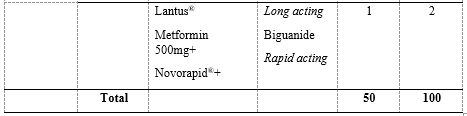 Lantus® Long acting 1 2
Metformin Biguanide
500mg+ Rapid acting
Novorapid®+
Total 50 100